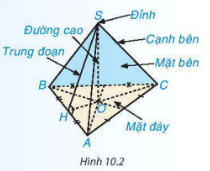 S
Đỉnh
Đường cao
Cạnh bên
Trung đoạn
Mặt bên
B
C
O
H
Mặt đáy
A
Hình 10.2